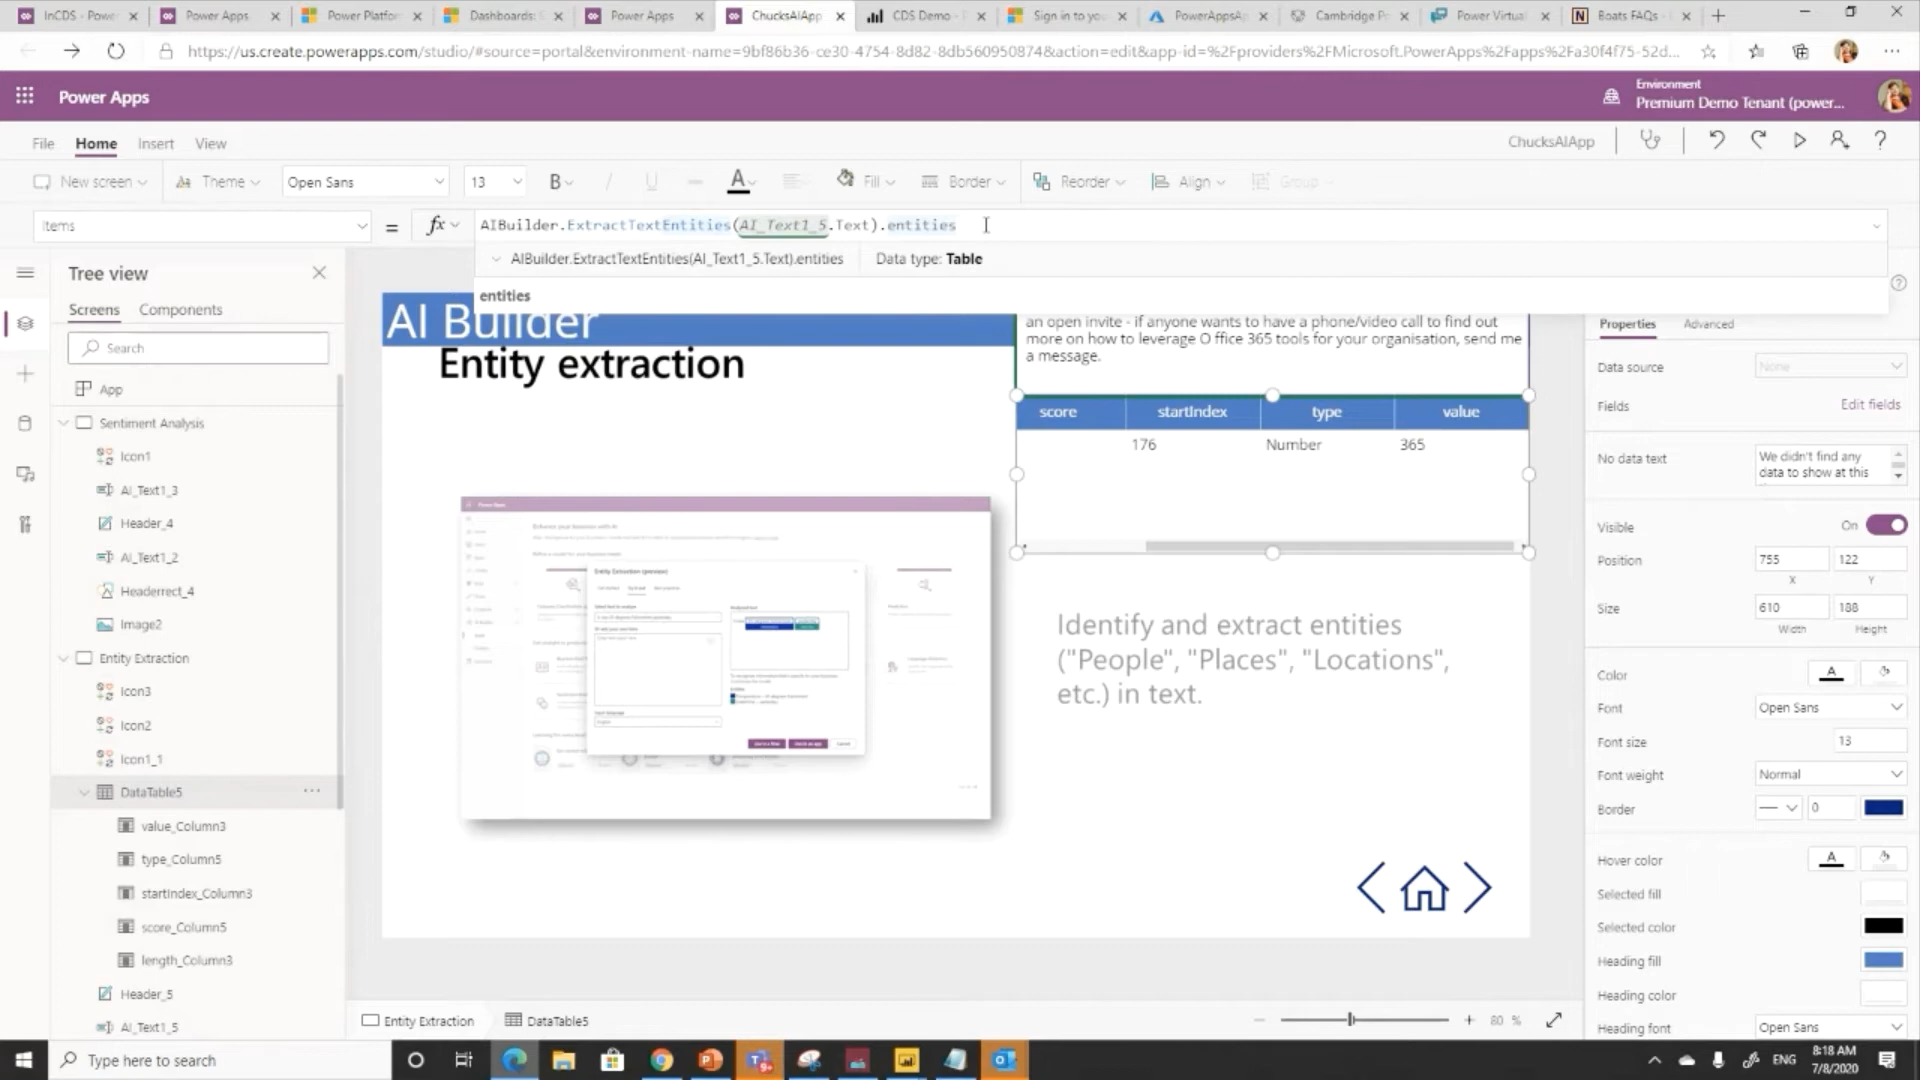 InCDS - Power
Power Apps
Power Platfor
Dashboards: C
Power Apps
ChucksAIApp
CDS Demo -
Sign in to you
PowerAppsA
Cambridge P
Power Virtual
Boats FAQs -
https://us.create.powerapps.com/studio/#source=portal&environment-name=9bf86b36-ce30-4754-8d82-8db560950874&action=edit&app-id=%2Fproviders%2FMicrosoft.PowerApps%2Fapps%2Fa30f4f75-52d...
Power Apps
Environment
Premium Demo Tenant (power...
File Home Insert View
ChucksAIApp
New screen Theme Open Sans 13 B Fill Border Reorder Align Group
Items = fx AIBuilder.ExtractTextEntities(AI_Text1_5.Text).entities
AIBuilder.ExtractTextEntities(AI_Text1_5.Text).entities Data type: Table
entities
Tree view
Screens Components
Search
App
Sentiment Analysis
Icon1
AI_Text1_3
Header_4
AI_Text1_2
Headerrect_4
Image2
Entity Extraction
Icon3
Icon2
Icon1_1
DataTable5
value_Column3
type_Column5
startIndex_Column3
score_Column5
length_Column3
Header_5
AI_Text1_5
AI Builder
Entity extraction
an open invite - if anyone wants to have a phone/video call to find out
more on how to leverage O ffice 365 tools for your organisation, send me
a message.
score startIndex type value
176 Number 365
Power Apps
Entity Extraction (preview)
Identify and extract entities
("People", "Places", "Locations",
etc.) in text.
Entity Extraction DataTable5
80 %
Properties Advanced
Data source None
Fields Edit fields
No data text We didn't find any
data to show at this
Visible On
Position 755 122
X Y
Size 610 188
Width Height
Color A
Font Open Sans
Font size 13
Font weight Normal
Border 0
Hover color A
Selected fill
Selected color
Heading fill
Heading color
Heading font Open Sans
Type here to search
ENG
8:18 AM
7/8/2020